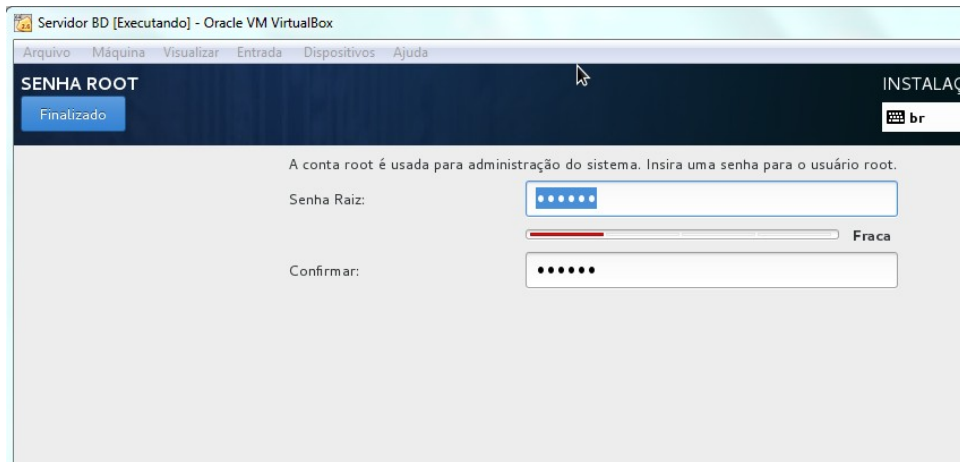 Servidor BD [Executando] - Oracle VM VirtualBox
Arquivo Máquina Visualizar Entrada Dispositivos Ajuda
SENHA ROOT
INSTALAÇ
Finalizado
br
A conta root é usada para administração do sistema. Insira uma senha para o usuário root.
Senha Raiz:
••••••
Fraca
Confirmar:
••••••